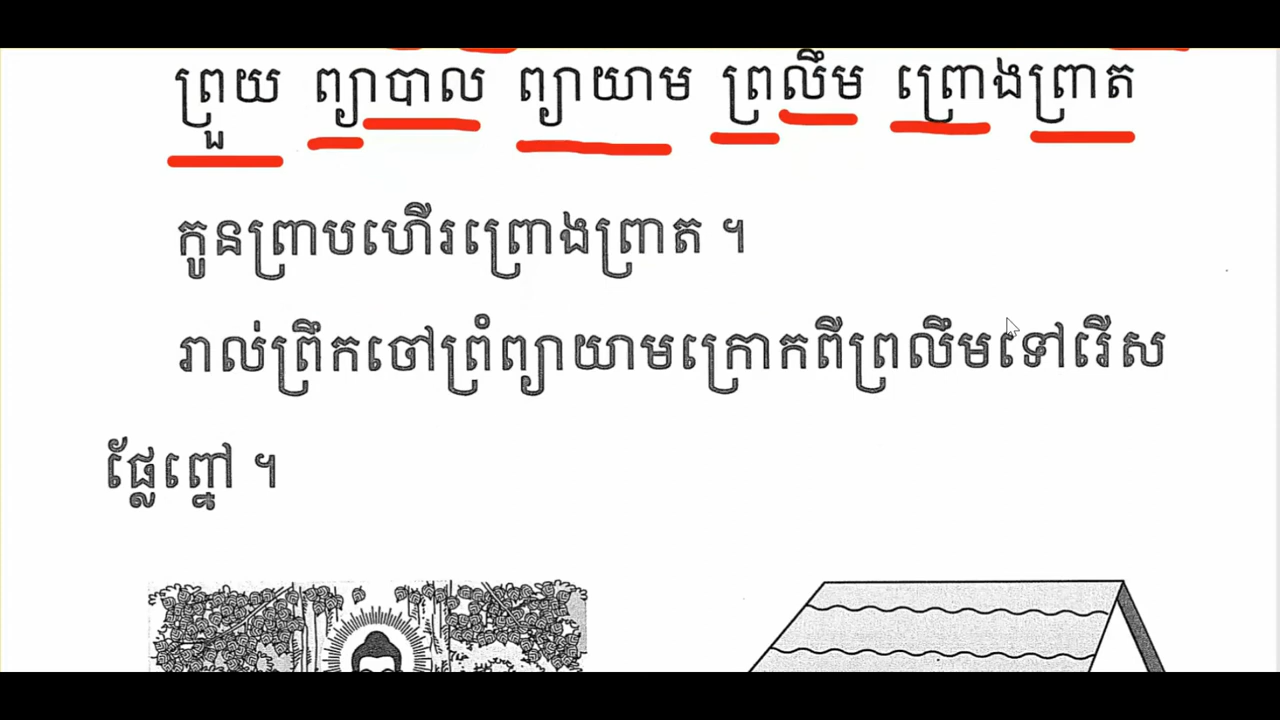 ព្រួយ ព្យាបាល ព្យាយាម ព្រលឹម ព្រោងព្រាត
កូនព្រាបហើរព្រោងព្រាត ។
រាល់ព្រឹកចៅព្រំព្យាយាមក្រោកពីព្រលឹមទៅរើស
ផ្លែពេ្នៅ ។